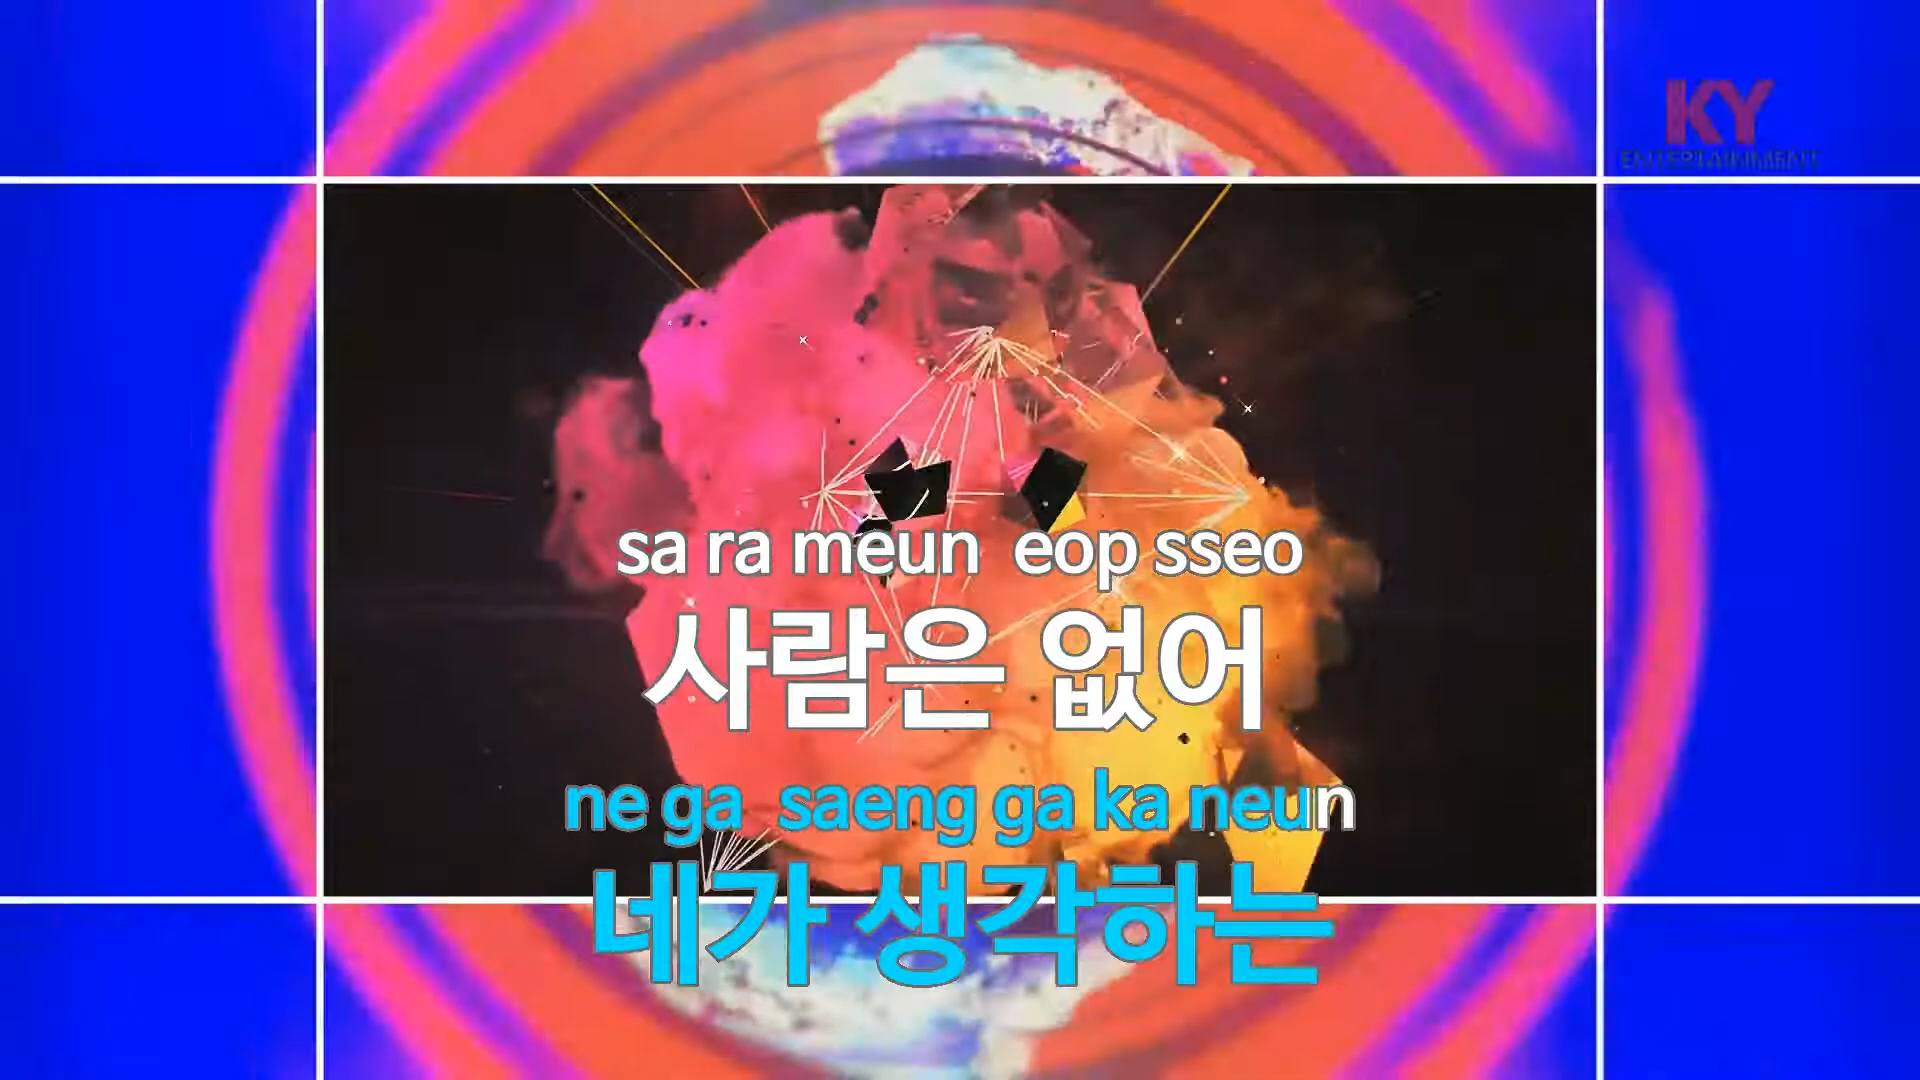 KY
ENTERTAINMENT
sa ra meun eop sseo
사람은 없어
ne ga saeng ga ka neun
네가 생각하는